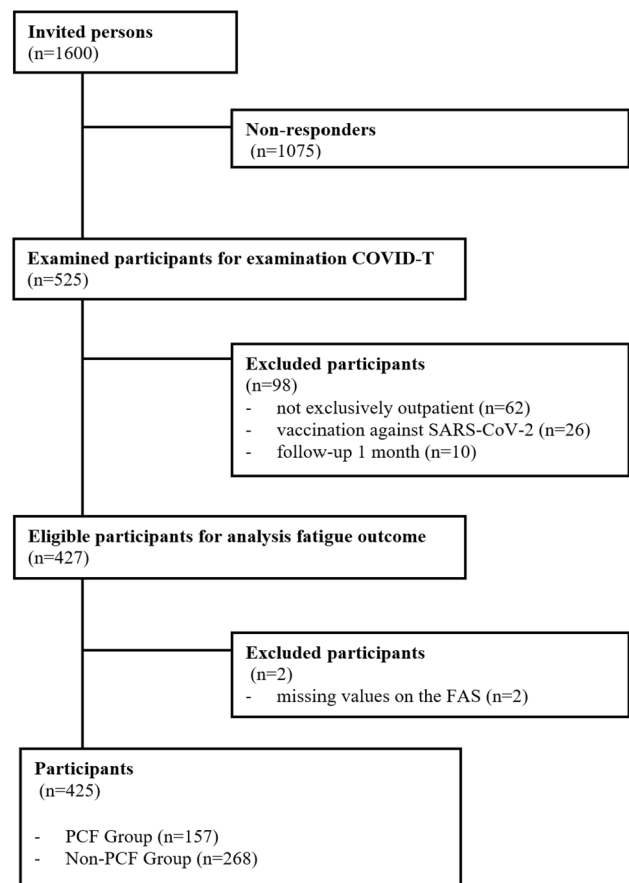 Invited persons
(n=1600)
Non-responders
(n=1075)
Examined participants for examination COVID-T
(n=525)
Excluded participants
(n=98)
- not exclusively outpatient (n=62)
- vaccination against SARS-CoV-2 (n=26)
- follow-up 1 month (n=10)
Eligible participants for analysis fatigue outcome
(n=427)
Excluded participants
(n=2)
- missing values on the FAS (n=2)
Participants
(n=425)
- PCF Group (n=157)
- Non-PCF Group (n=268)